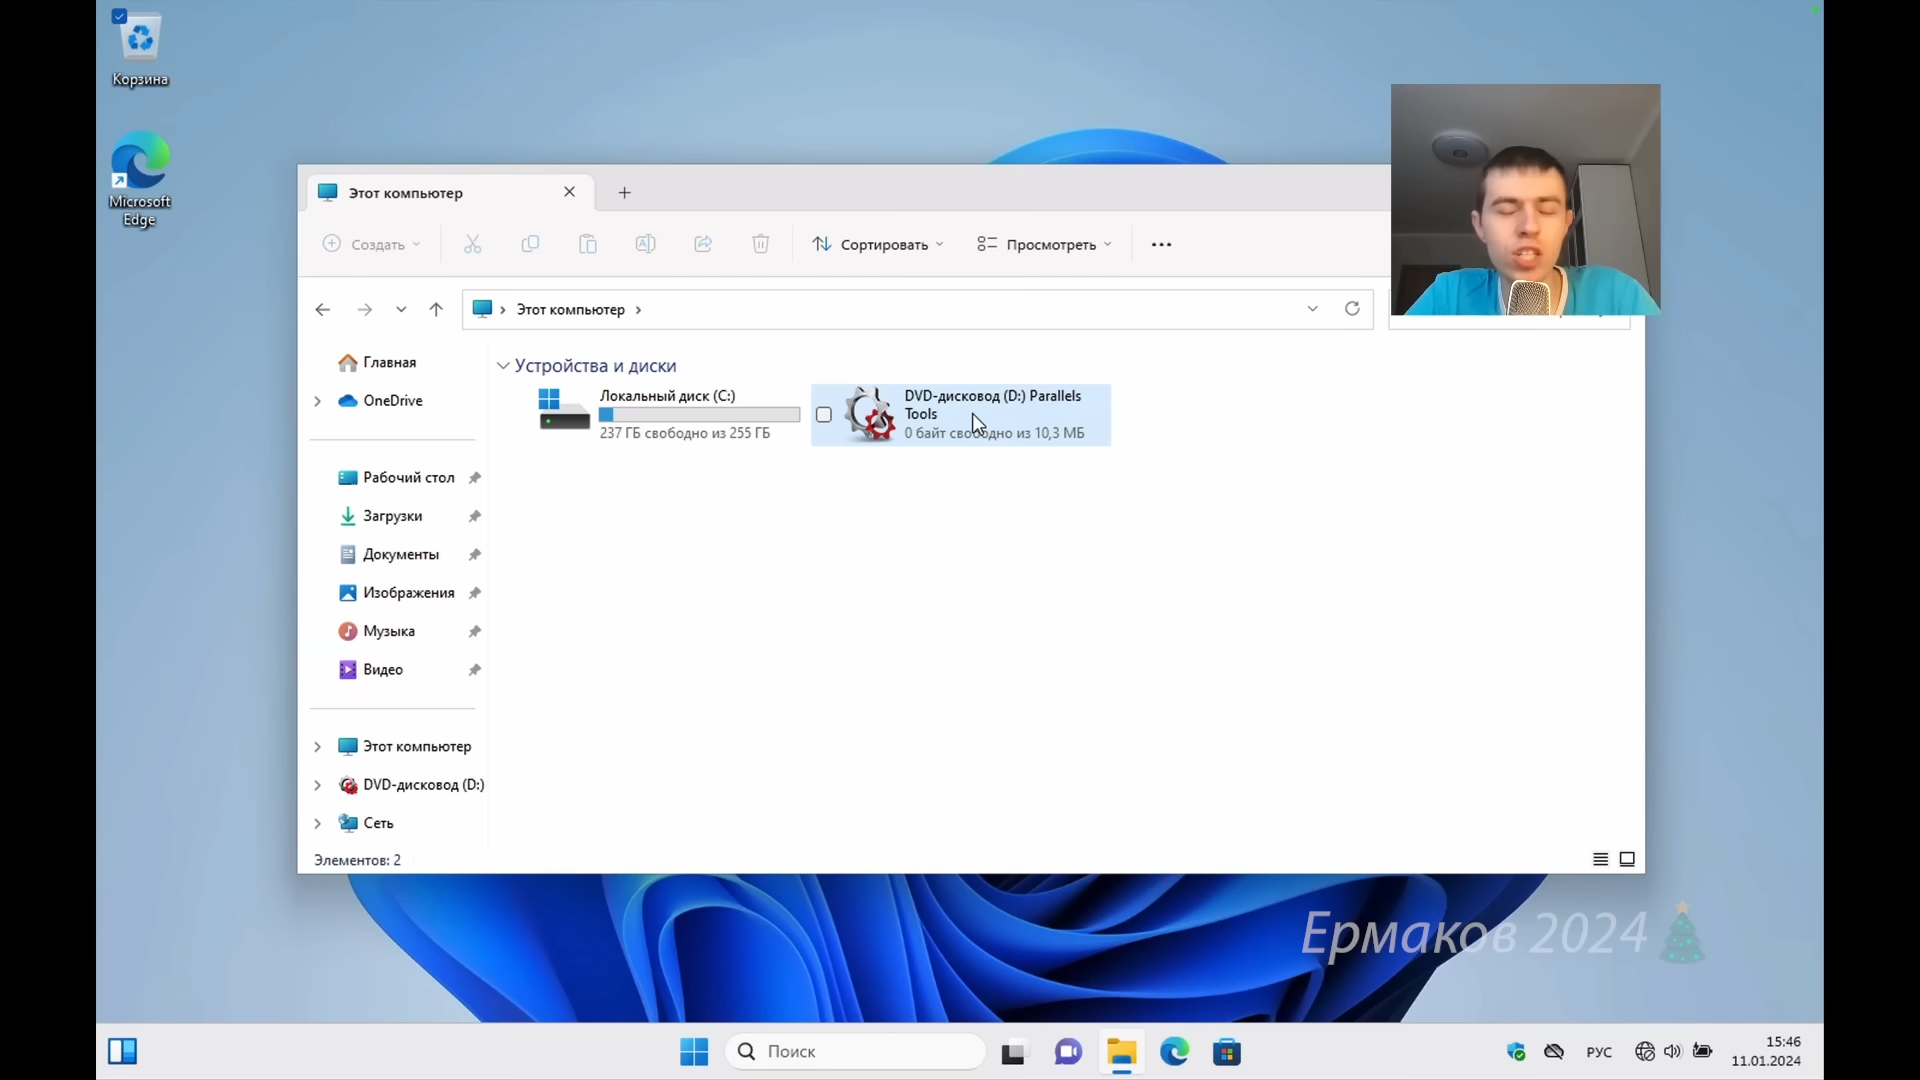 Корзина
Microsoft
Edge
Этот компьютер
Создать
Сортировать
Просмотреть
Этот компьютер
Главная
OneDrive
Рабочий стол
Загрузки
Документы
Изображения
Музыка
Видео
Этот компьютер
DVD-дисковод (D:)
Сеть
Устройства и диски
Локальный диск (C:)
237 ГБ свободно из 255 ГБ
DVD-дисковод (D:) Parallels
Tools
0 байт свободно из 10,3 МБ
Элементов: 2
Ермаков 2024
Поиск
РУС
15:46
11.01.2024